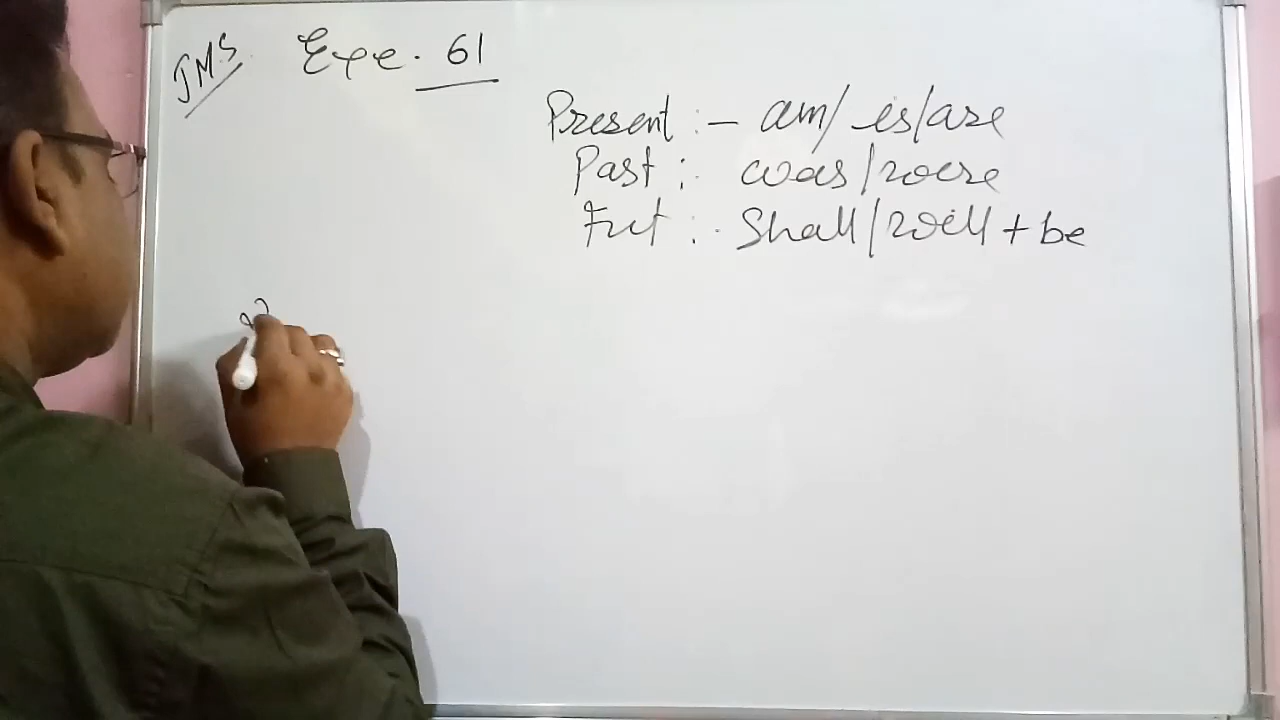 JMS. Exe. 61
Present :- am/ is/are
Past : was/were
Fut : Shall/will + be